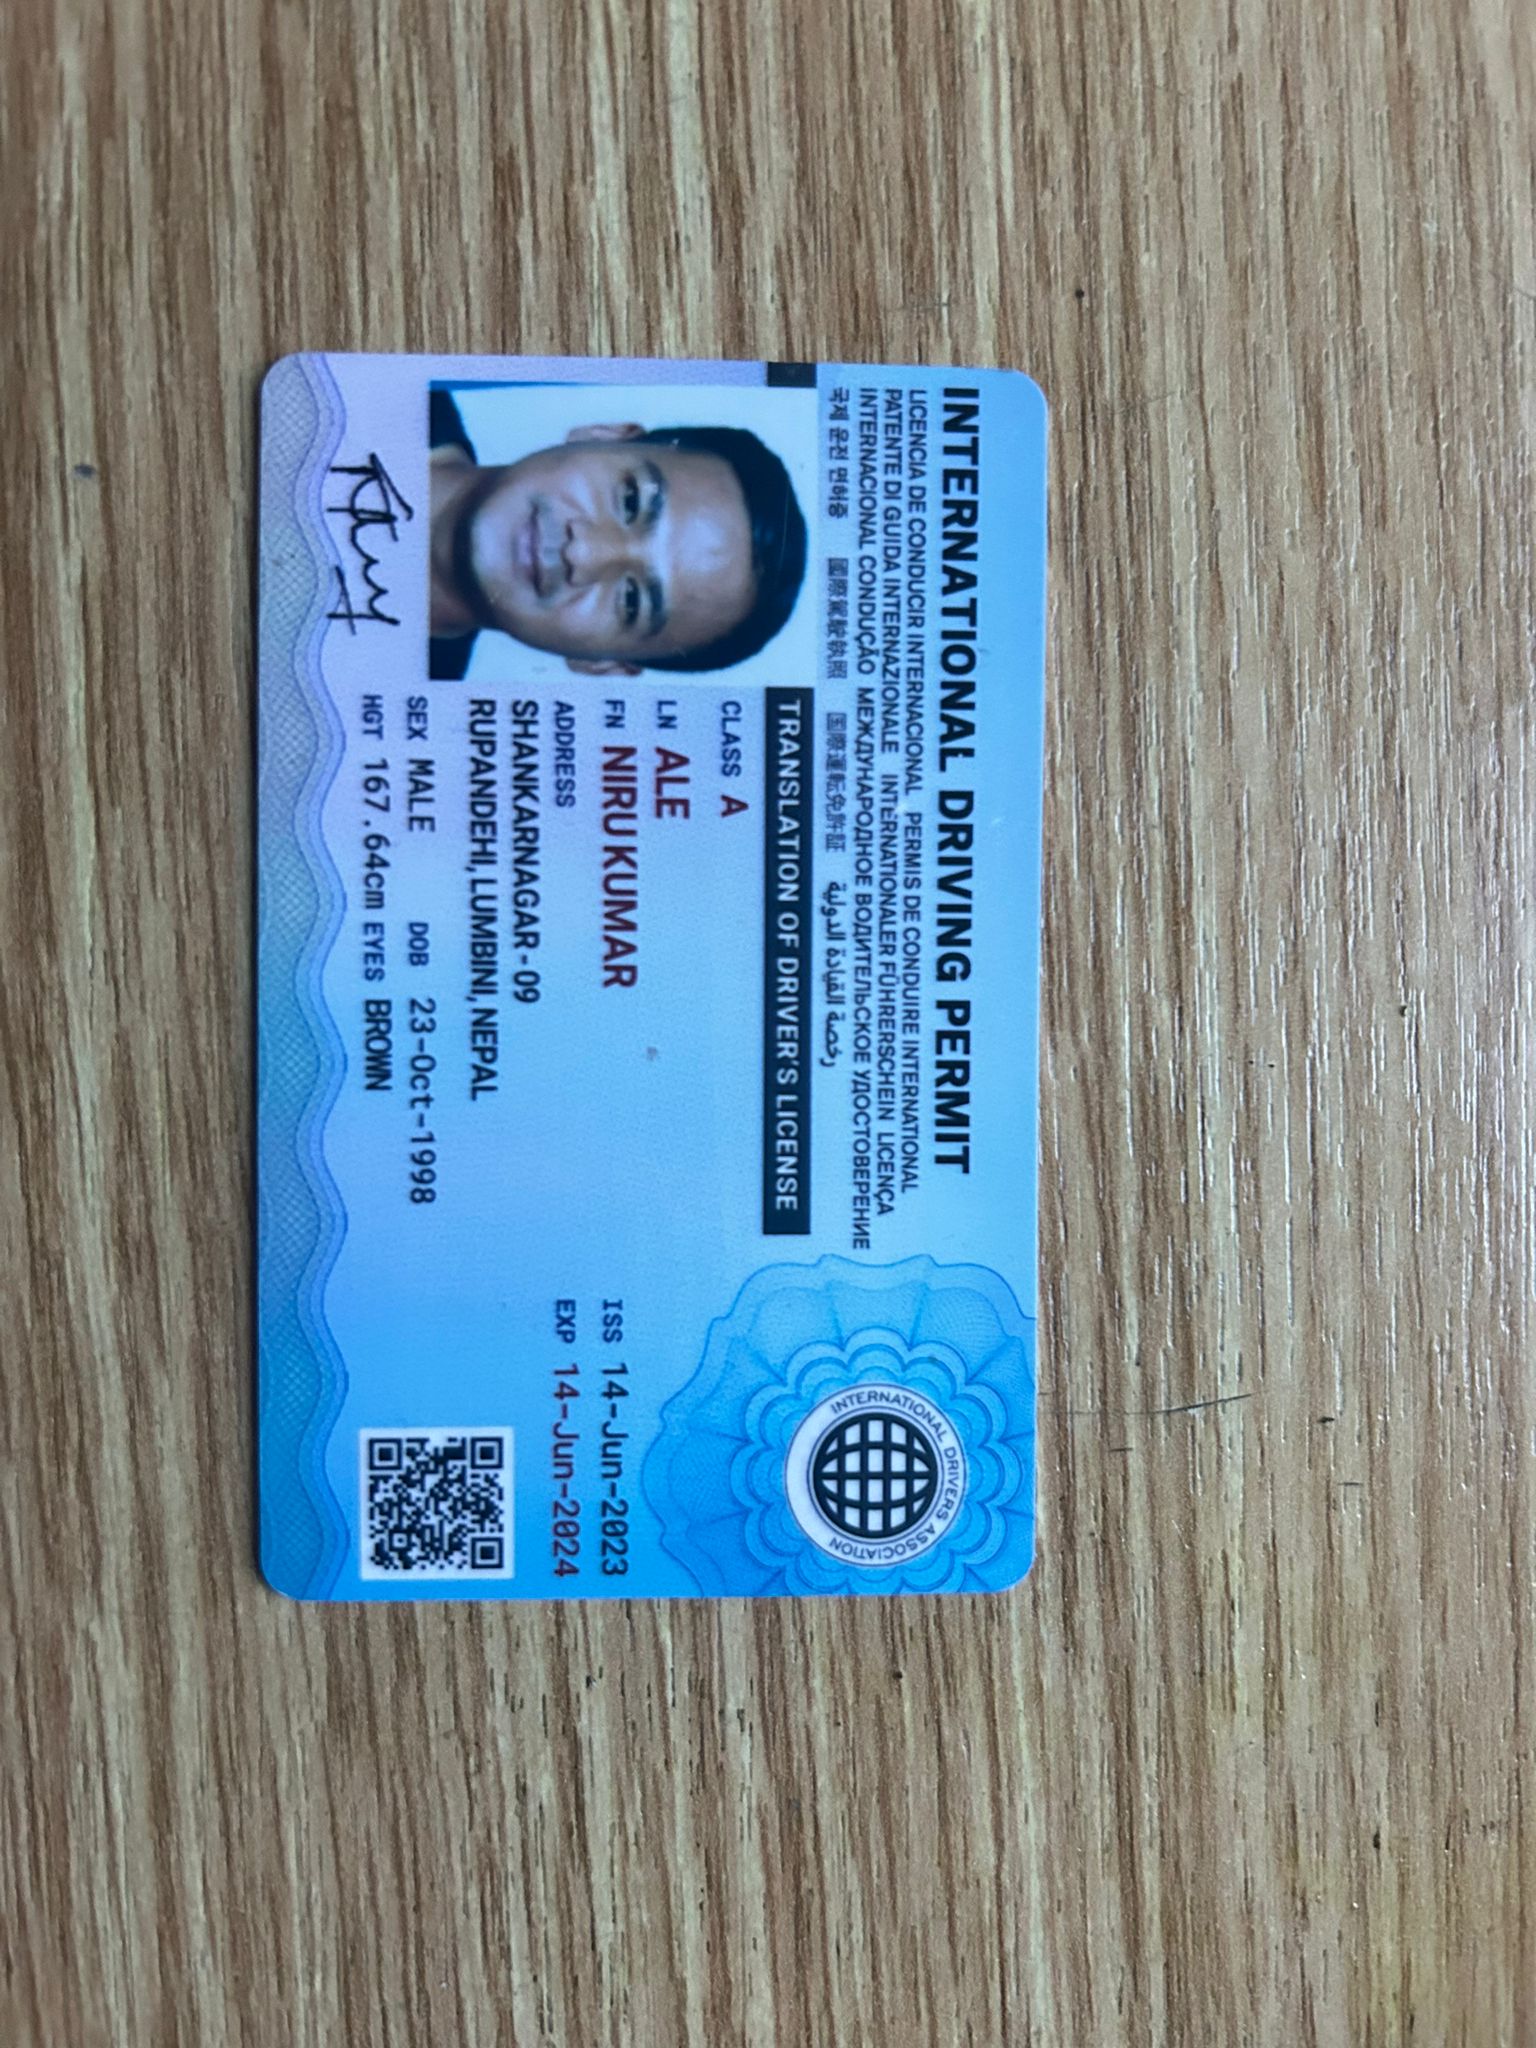 INTERNATIONAL DRIVING PERMIT
LICENCIA DE CONDUCIR INTERNACIONAL PERMIS DE CONDUIRE INTERNATIONAL
PATENTE DI GUIDA INTERNAZIONALE INTERNATIONALER FÜHRERSCHEIN LICENÇA
INTERNACIONAL CONDUÇÃO МЕЖДУНАРОДНОЕ ВОДИТЕЛЬСКОЕ УДОСТОВЕРЕНИЕ
국제 운전 면허증 國際駕駛執照 国際運転免許証 رخصة القيادة الدولية
INTERNATIONAL DRIVERS ASSOCIATION
TRANSLATION OF DRIVER'S LICENSE
CLASS A
LN ALE
FN NIRU KUMAR
ISS 14-Jun-2023
ADDRESS
EXP 14-Jun-2024
SHANKARNAGAR-09
RUPANDEHI, LUMBINI, NEPAL
SEX MALE DOB 23-Oct-1998
HGT 167.64cm EYES BROWN